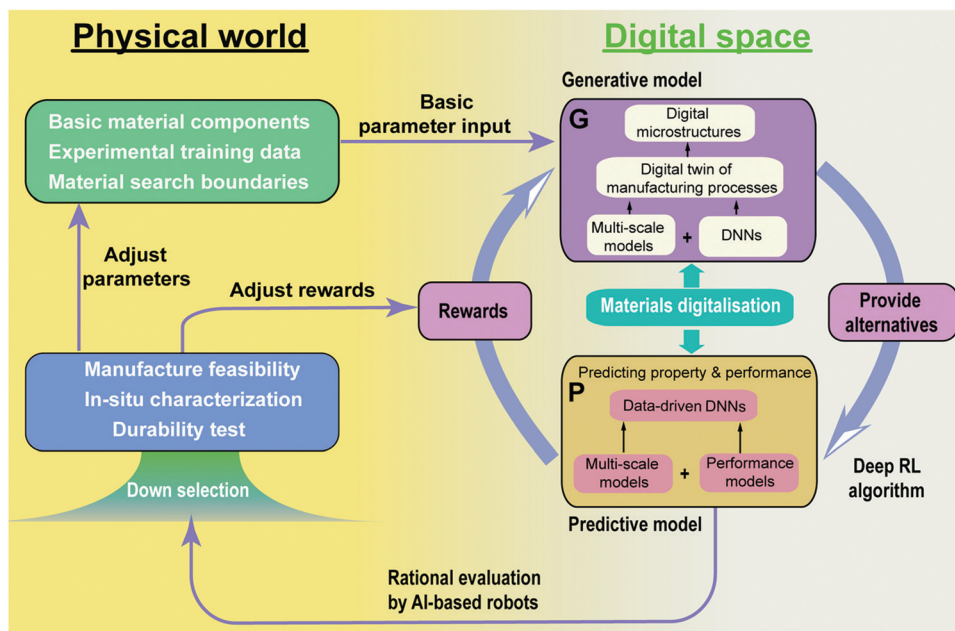 Physical world
Digital space
Basic material components
Experimental training data
Material search boundaries
Basic
parameter input
Generative model
G
Digital
microstructures
Digital twin of
manufacturing processes
Multi-scale
models
+
DNNs
Adjust
parameters
Adjust rewards
Rewards
Materials digitalisation
Provide
alternatives
Manufacture feasibility
In-situ characterization
Durability test
Down selection
Predicting property & performance
P
Data-driven DNNs
Multi-scale
models
+
Performance
models
Predictive model
Deep RL
algorithm
Rational evaluation
by AI-based robots